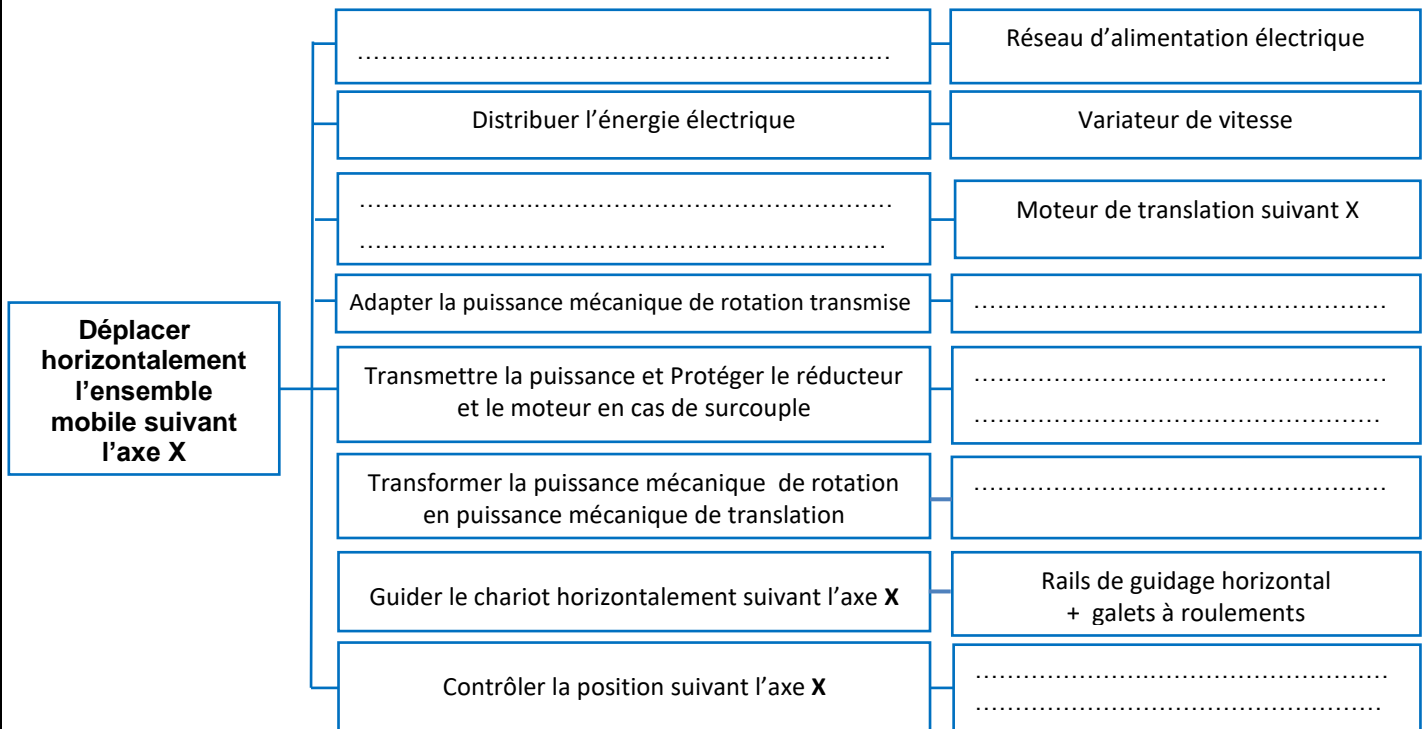 ………………….……………………………………
Réseau d’alimentation électrique
Distribuer l’énergie électrique
Variateur de vitesse
……………………….……………………………….
…………………………………………………………
Moteur de translation suivant X
Déplacer
horizontalement
l’ensemble
mobile suivant
l’axe X
Adapter la puissance mécanique de rotation transmise
…………………….………………….……
Transmettre la puissance et Protéger le réducteur
et le moteur en cas de surcouple
…………………….………………….……
……………………………………………
Transformer la puissance mécanique de rotation
en puissance mécanique de translation
…………………….………………….……
Guider le chariot horizontalement suivant l’axe X
Rails de guidage horizontal
+ galets à roulements
Contrôler la position suivant l’axe X
…………………….………………….……
……………………………………………